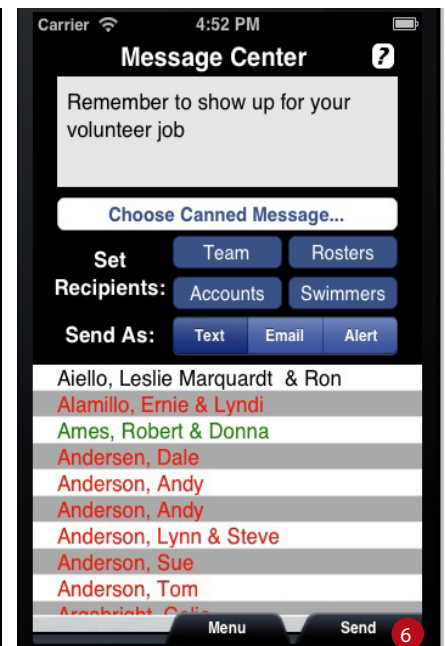 Carrier 4:52 PM
Message Center ?
Remember to show up for your
volunteer job
Choose Canned Message...
Set Recipients: Team Rosters
Accounts Swimmers
Send As: Text Email Alert
Aiello, Leslie Marquardt & Ron
Alamillo, Ernie & Lyndi
Ames, Robert & Donna
Andersen, Dale
Anderson, Andy
Anderson, Andy
Anderson, Lynn & Steve
Anderson, Sue
Anderson, Tom
Menu Send 6